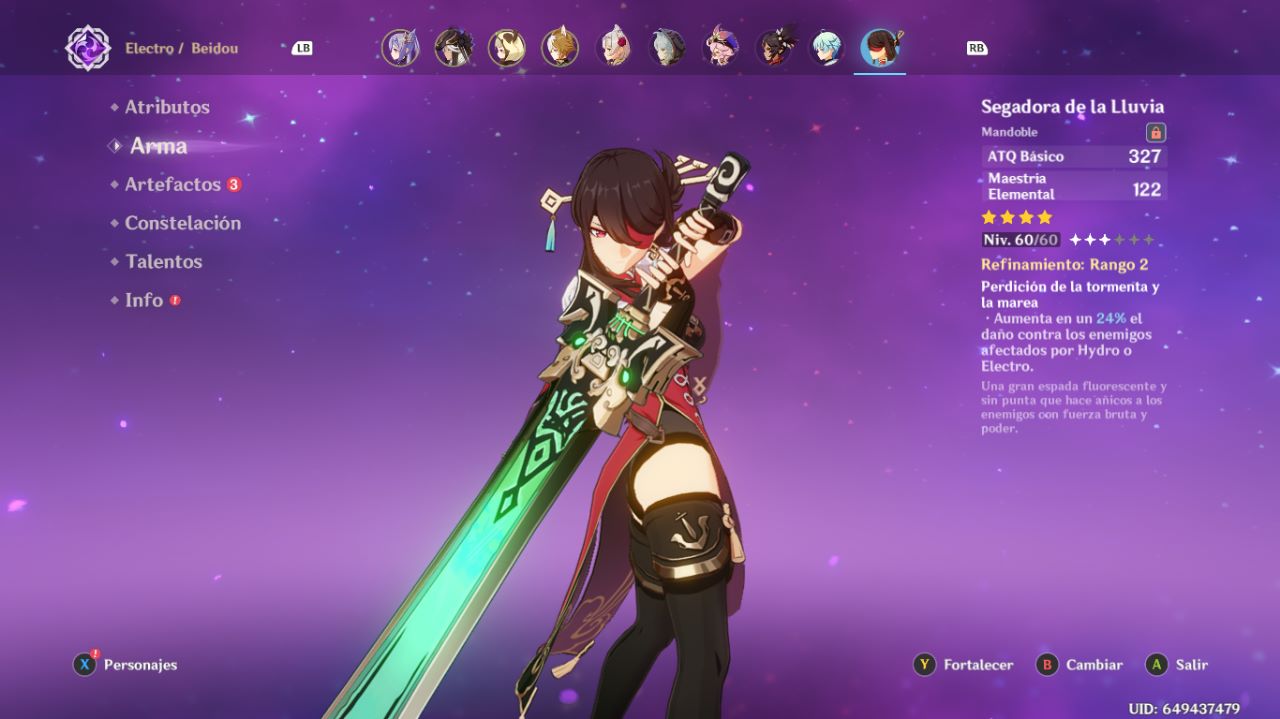 Electro / Beidou
LB
RB
Atributos
Arma
Artefactos 3
Constelación
Talentos
Info !
Segadora de la Lluvia
Mandoble
ATQ Básico 327
Maestría
Elemental 122
Niv. 60/60
Refinamiento: Rango 2
Perdición de la tormenta y
la marea
· Aumenta en un 24% el
daño contra los enemigos
afectados por Hydro o
Electro.
Una gran espada fluorescente y
sin punta que hace añicos a los
enemigos con fuerza bruta y
poder.
X ! Personajes
Y Fortalecer B Cambiar A Salir
UID: 649437479